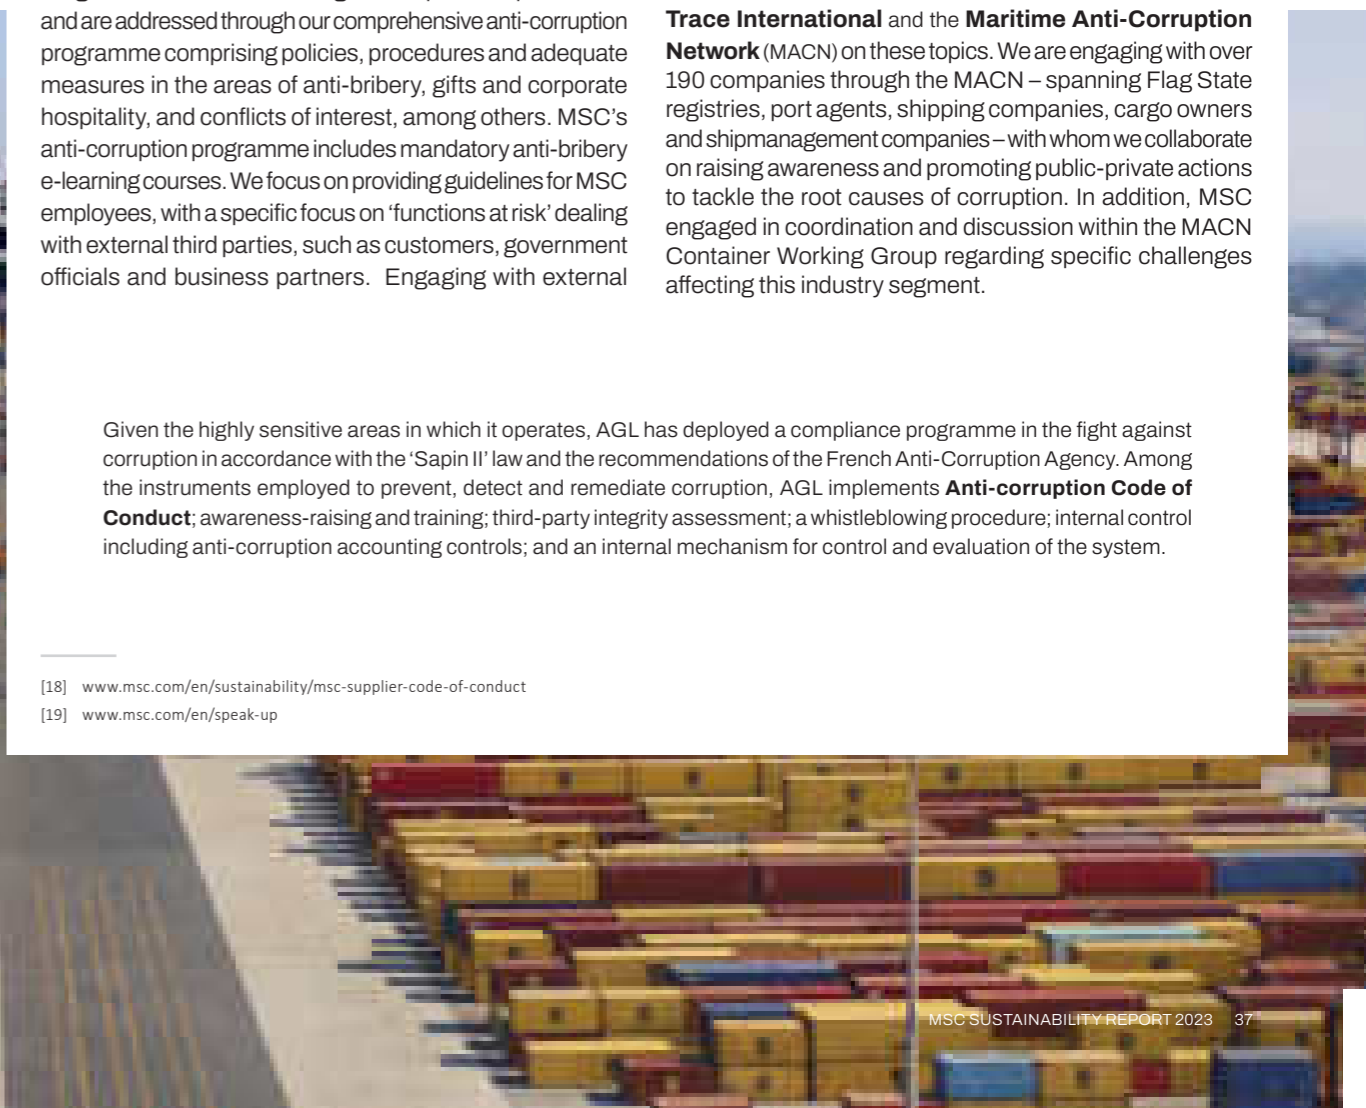 and are addressed through our comprehensive anti-corruption
programme comprising policies, procedures and adequate
measures in the areas of anti-bribery, gifts and corporate
hospitality, and conflicts of interest, among others. MSC's
anti-corruption programme includes mandatory anti-bribery
e-learning courses. We focus on providing guidelines for MSC
employees, with a specific focus on 'functions at risk' dealing
with external third parties, such as customers, government
officials and business partners. Engaging with external
Trace International and the Maritime Anti-Corruption
Network (MACN) on these topics. We are engaging with over
190 companies through the MACN – spanning Flag State
registries, port agents, shipping companies, cargo owners
and shipmanagement companies – with whom we collaborate
on raising awareness and promoting public-private actions
to tackle the root causes of corruption. In addition, MSC
engaged in coordination and discussion within the MACN
Container Working Group regarding specific challenges
affecting this industry segment.
Given the highly sensitive areas in which it operates, AGL has deployed a compliance programme in the fight against
corruption in accordance with the 'Sapin II' law and the recommendations of the French Anti-Corruption Agency. Among
the instruments employed to prevent, detect and remediate corruption, AGL implements Anti-corruption Code of
Conduct; awareness-raising and training; third-party integrity assessment; a whistleblowing procedure; internal control
including anti-corruption accounting controls; and an internal mechanism for control and evaluation of the system.
[18] www.msc.com/en/sustainability/msc-supplier-code-of-conduct
[19] www.msc.com/en/speak-up
MSC SUSTAINABILITY REPORT 2023 37